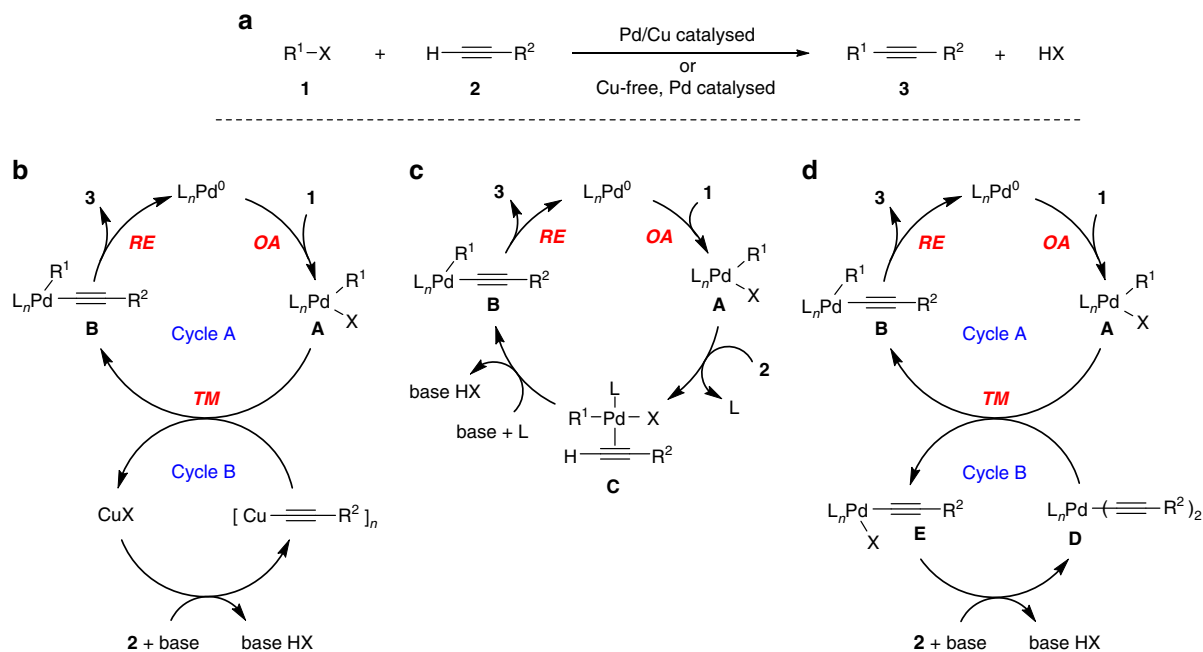 a
R¹–X + H R² Pd/Cu catalysed R¹ R² + HX
or
1 2 Cu-free, Pd catalysed 3
b
3 LₙPd⁰ 1
RE OA
R¹
LₙPd R²
B
LₙPd R¹
X
A
Cycle A
TM
Cycle B
CuX [ Cu R² ]ₙ
2 + base base HX
c
3 LₙPd⁰ 1
RE OA
R¹
LₙPd R²
B
LₙPd R¹
X
A
2
L
base HX
base + L
L
R¹–Pd–X
H R²
C
d
3 LₙPd⁰ 1
RE OA
R¹
LₙPd R²
B
LₙPd R¹
X
A
Cycle A
TM
Cycle B
LₙPd R²
X
E
LₙPd ( R² )₂
D
2 + base base HX